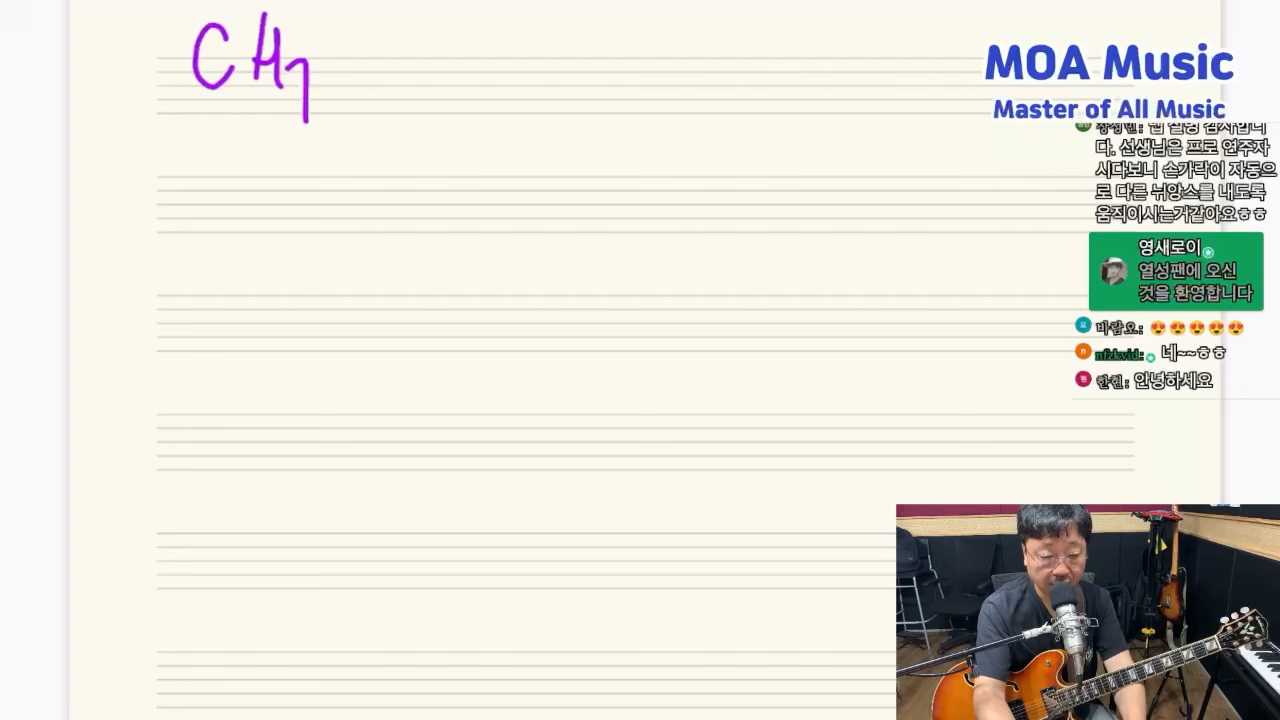 CM7
MOA Music
Master of All Music
다. 선생님은 프로 연주자
시다보니 손가락이 자동으
로 다른 뉘앙스를 내도록
움직이시는거같아요ㅎㅎ
영새로이
열성팬에 오신
것을 환영합니다
바람오: 😍😍😍😍😍
nfzkvid: 네~~ㅎㅎ
안녕하세요